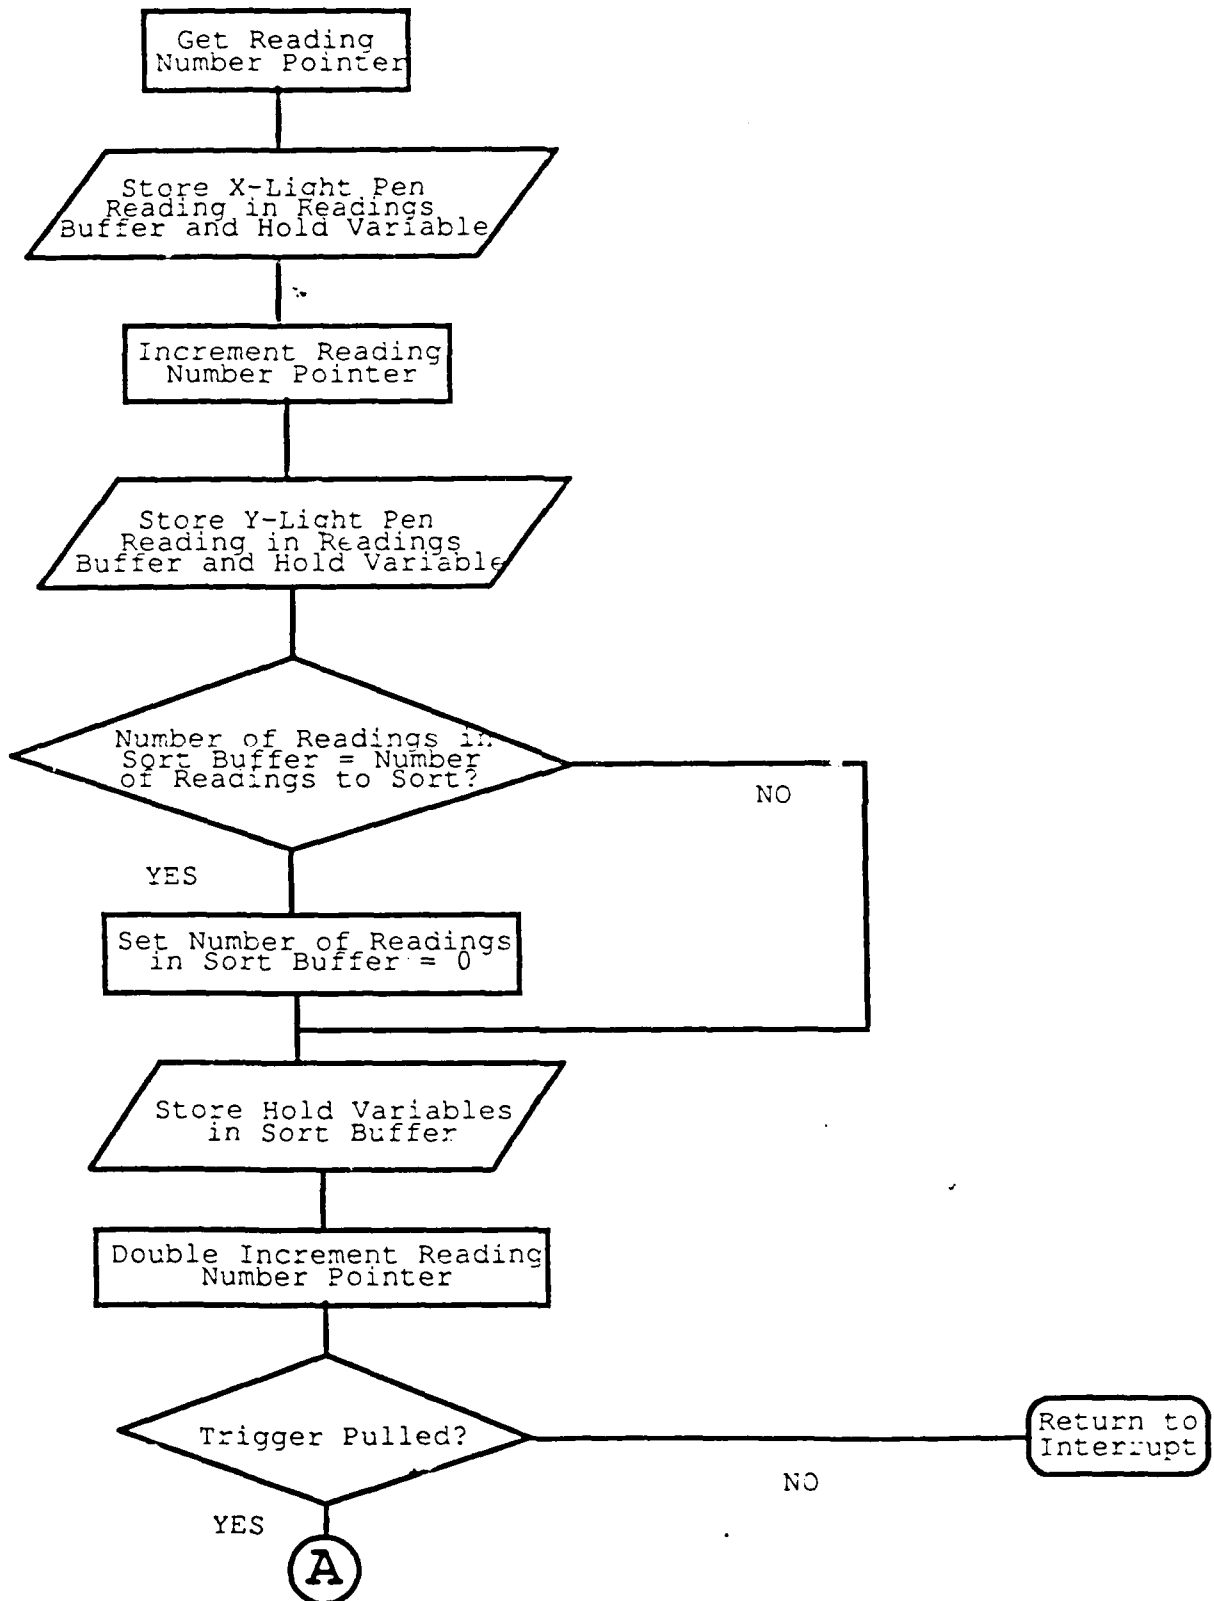 Get Reading
Number Pointer
Store X-Light Pen
Reading in Readings
Buffer and Hold Variable
Increment Reading
Number Pointer
Store Y-Light Pen
Reading in Readings
Buffer and Hold Variable
Number of Readings in
Sort Buffer = Number
of Readings to Sort?
NO
YES
Set Number of Readings
in Sort Buffer = 0
Store Hold Variables
in Sort Buffer
Double Increment Reading
Number Pointer
Trigger Pulled?
Return to
Interrupt
NO
YES
A